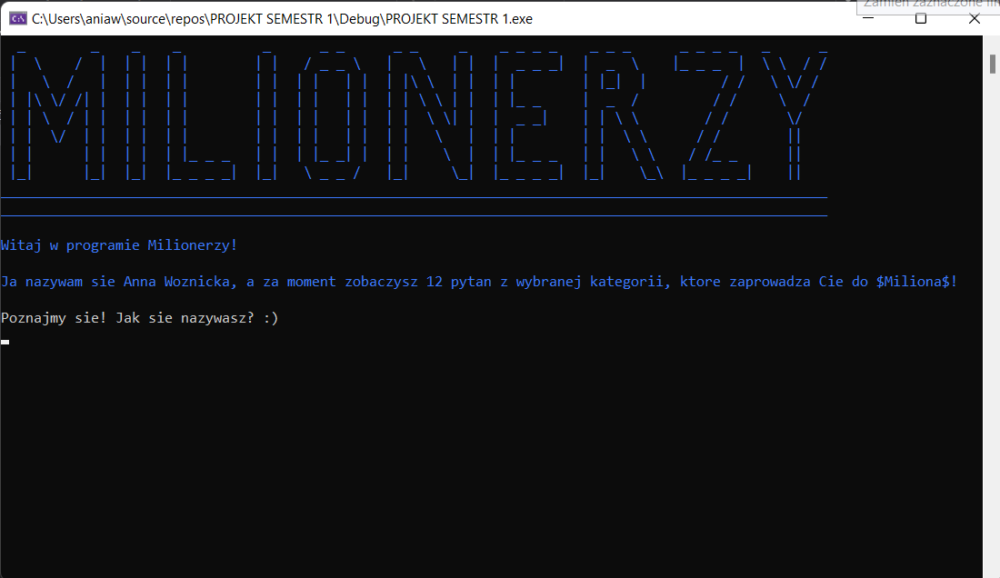 Zamień zaznaczone
C:\Users\aniaw\source\repos\PROJEKT SEMESTR 1\Debug\PROJEKT SEMESTR 1.exe
MILIONERZY
Witaj w programie Milionerzy!
Ja nazywam sie Anna Woznicka, a za moment zobaczysz 12 pytan z wybranej kategorii, ktore zaprowadza Cie do $Miliona$!
Poznajmy sie! Jak sie nazywasz? :)